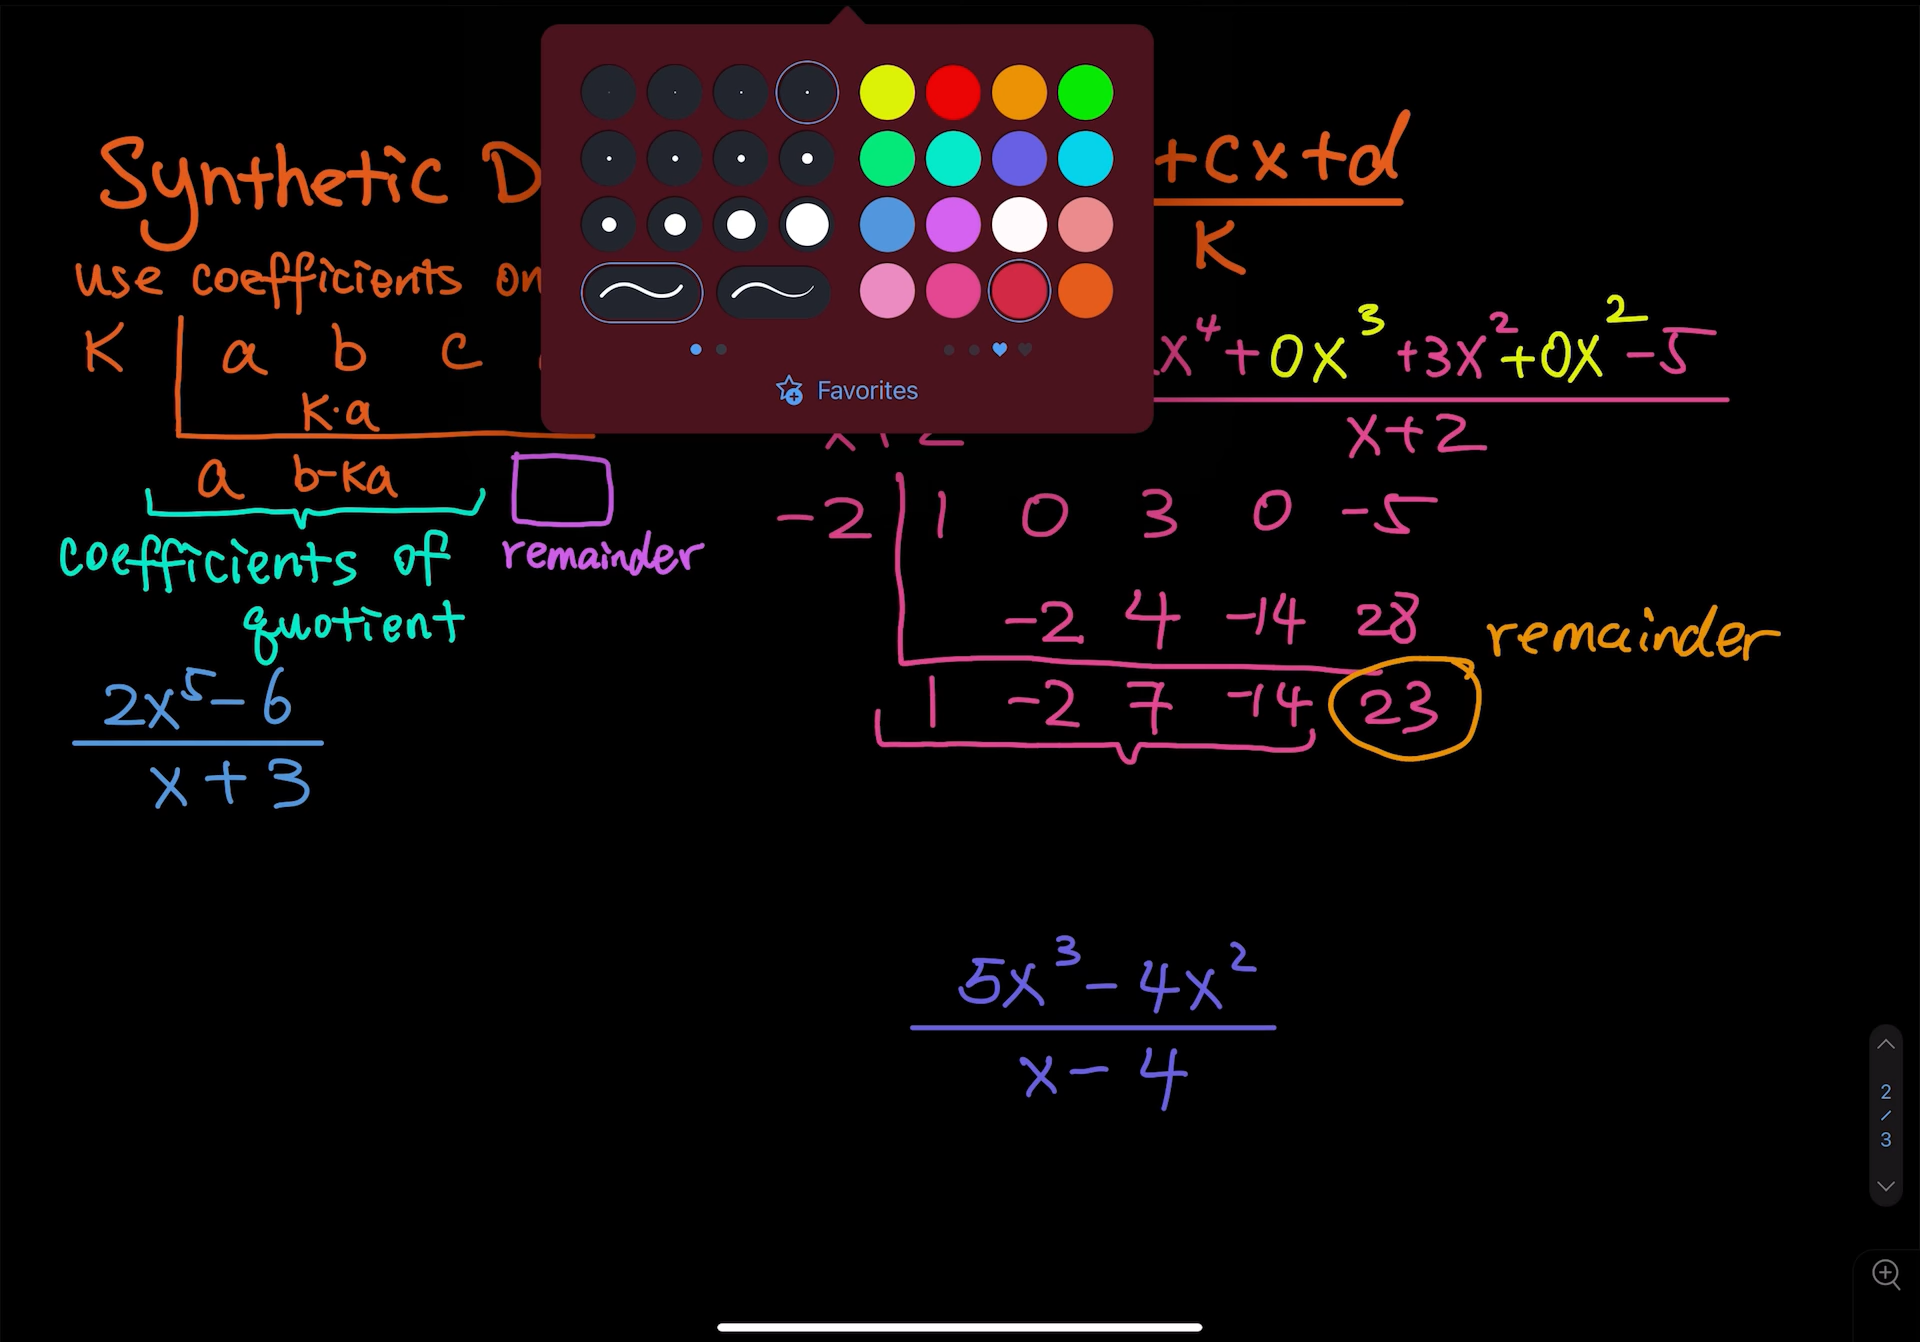 Synthetic D
+cx+d
K
use coefficients on
K a b c
K·a
a b-Ka
coefficients of
quotient
remainder
Favorites
x⁴+0x³+3x²+0x²-5
x+2
x+2
-2 1 0 3 0 -5
-2 4 -14 28
1 -2 7 -14 23
remainder
2x⁵-6
x+3
5x³-4x²
x-4
2
/
3